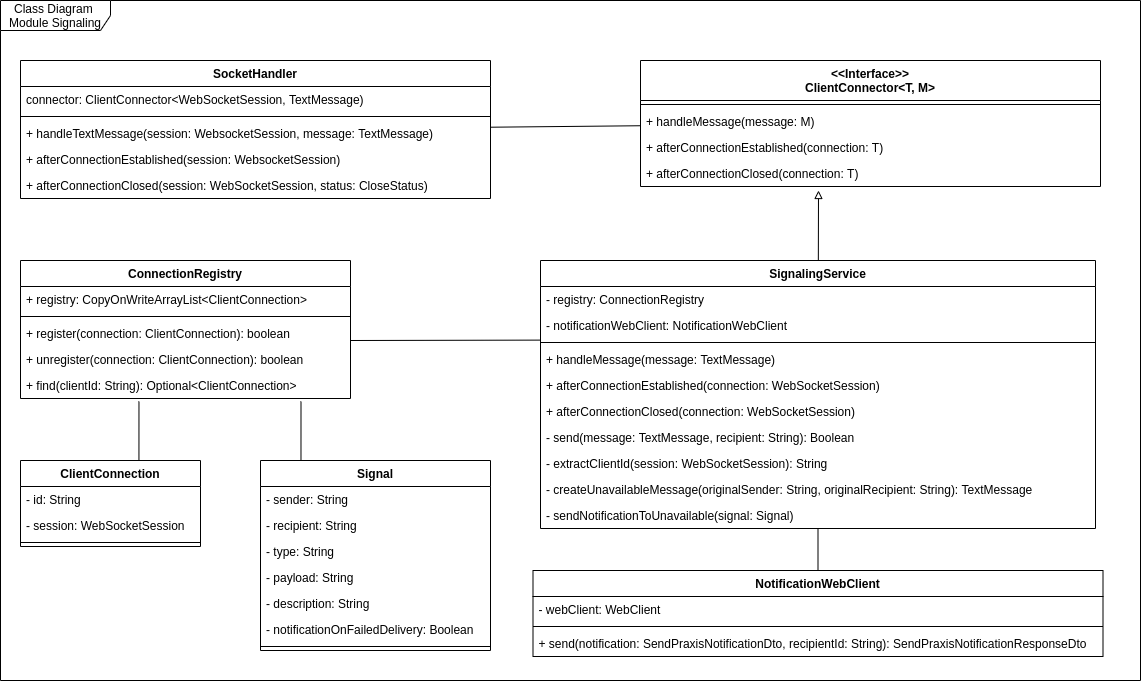 Class Diagram
Module Signaling
SocketHandler
connector: ClientConnector<WebSocketSession, TextMessage)
+ handleTextMessage(session: WebsocketSession, message: TextMessage)
+ afterConnectionEstablished(session: WebsocketSession)
+ afterConnectionClosed(session: WebSocketSession, status: CloseStatus)
<<Interface>>
ClientConnector<T, M>
+ handleMessage(message: M)
+ afterConnectionEstablished(connection: T)
+ afterConnectionClosed(connection: T)
ConnectionRegistry
+ registry: CopyOnWriteArrayList<ClientConnection>
+ register(connection: ClientConnection): boolean
+ unregister(connection: ClientConnection): boolean
+ find(clientId: String): Optional<ClientConnection>
SignalingService
- registry: ConnectionRegistry
- notificationWebClient: NotificationWebClient
+ handleMessage(message: TextMessage)
+ afterConnectionEstablished(connection: WebSocketSession)
+ afterConnectionClosed(connection: WebSocketSession)
- send(message: TextMessage, recipient: String): Boolean
- extractClientId(session: WebSocketSession): String
- createUnavailableMessage(originalSender: String, originalRecipient: String): TextMessage
- sendNotificationToUnavailable(signal: Signal)
ClientConnection
- id: String
- session: WebSocketSession
Signal
- sender: String
- recipient: String
- type: String
- payload: String
- description: String
- notificationOnFailedDelivery: Boolean
NotificationWebClient
- webClient: WebClient
+ send(notification: SendPraxisNotificationDto, recipientId: String): SendPraxisNotificationResponseDto